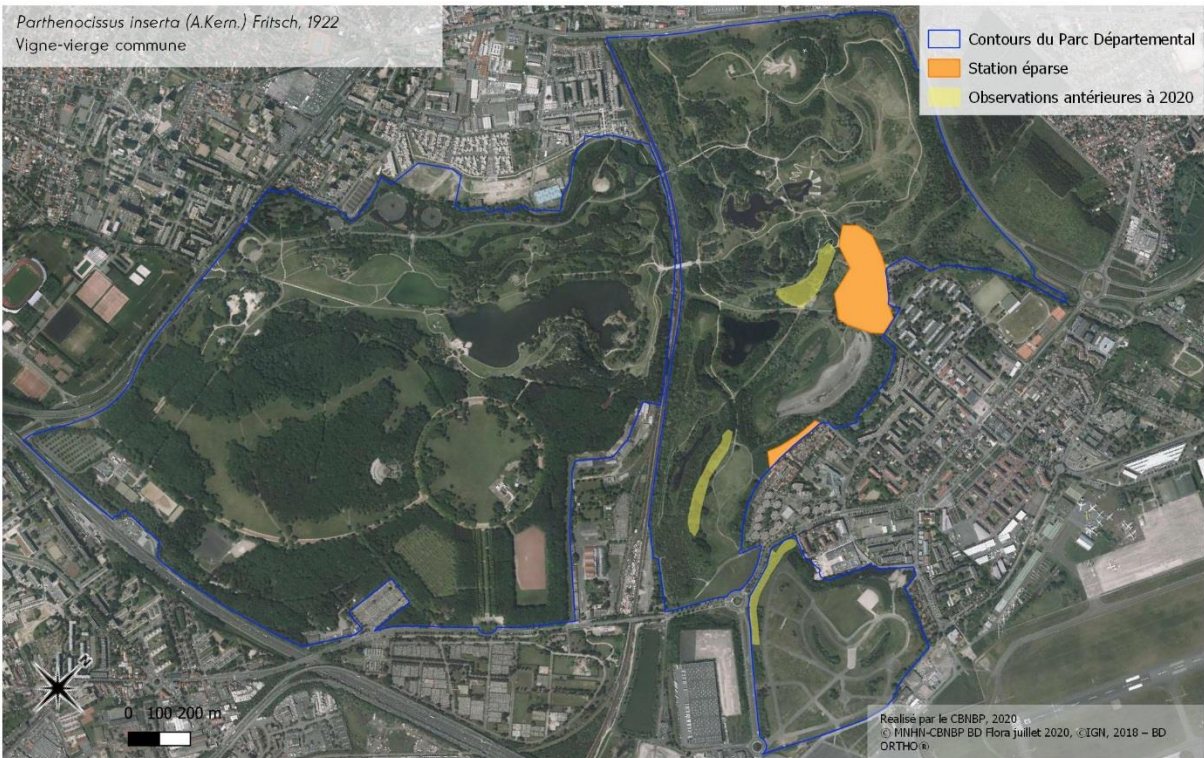 Parthenocissus inserta (A.Kern.) Fritsch, 1922
Vigne-vierge commune
Contours du Parc Départemental
Station éparse
Observations antérieures à 2020
N
0 100 200 m
Réalisé par le CBNBP, 2020
© MNHN-CBNBP BD Flora juillet 2020, ©IGN, 2018 – BD
ORTHO®